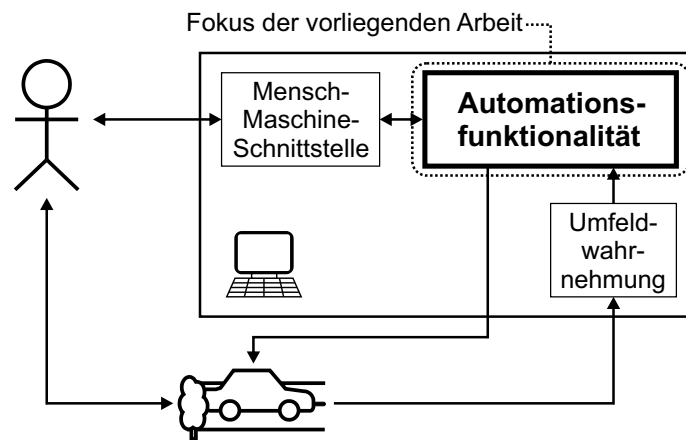 Fokus der vorliegenden Arbeit
Mensch-
Maschine-
Schnittstelle
Automations-
funktionalität
Umfeld-
wahr-
nehmung